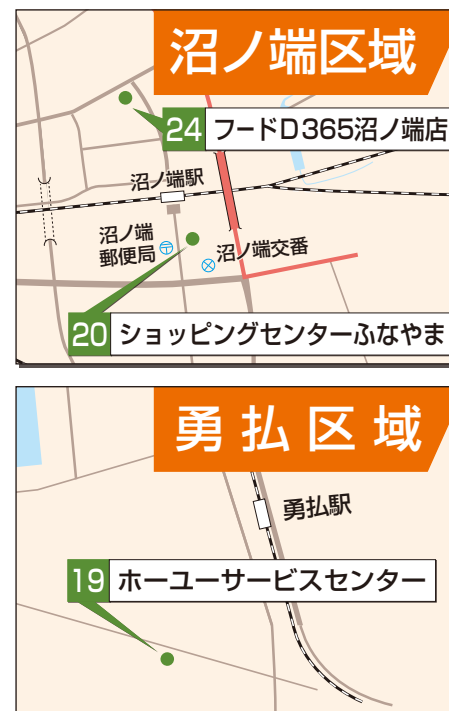 沼ノ端区域
24 フードD365沼ノ端店
沼ノ端駅
沼ノ端
郵便局
沼ノ端交番
20 ショッピングセンターふなやま
勇払区域
勇払駅
19 ホーユーサービスセンター